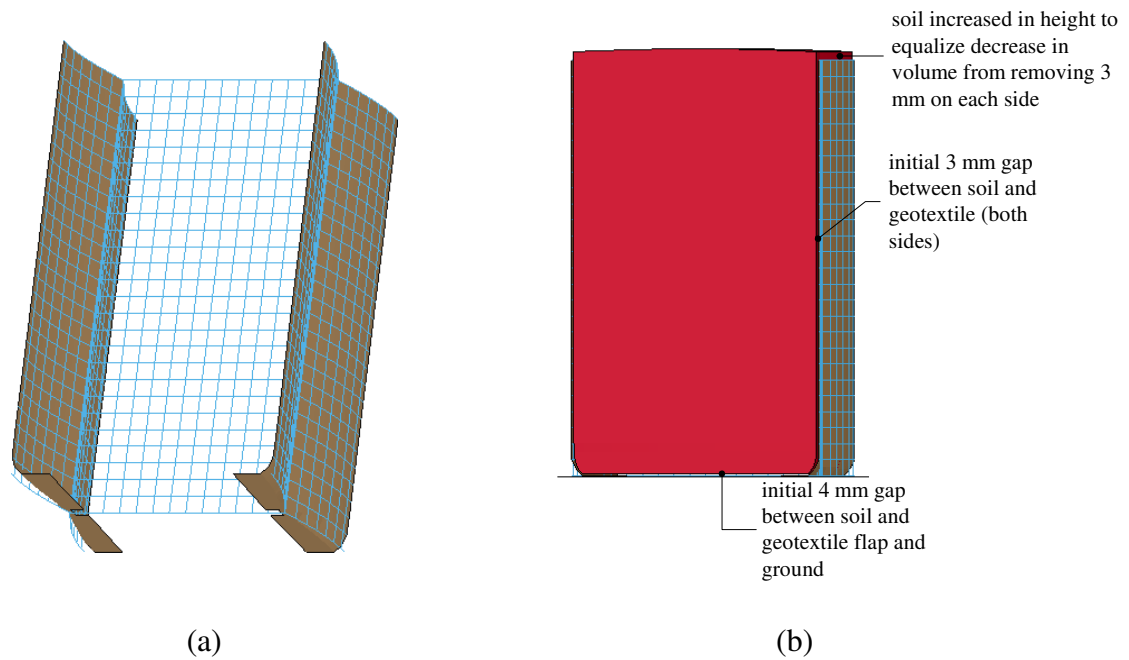 soil increased in height to
equalize decrease in
volume from removing 3
mm on each side
initial 3 mm gap
between soil and
geotextile (both
sides)
initial 4 mm gap
between soil and
geotextile flap and
ground
(a)
(b)